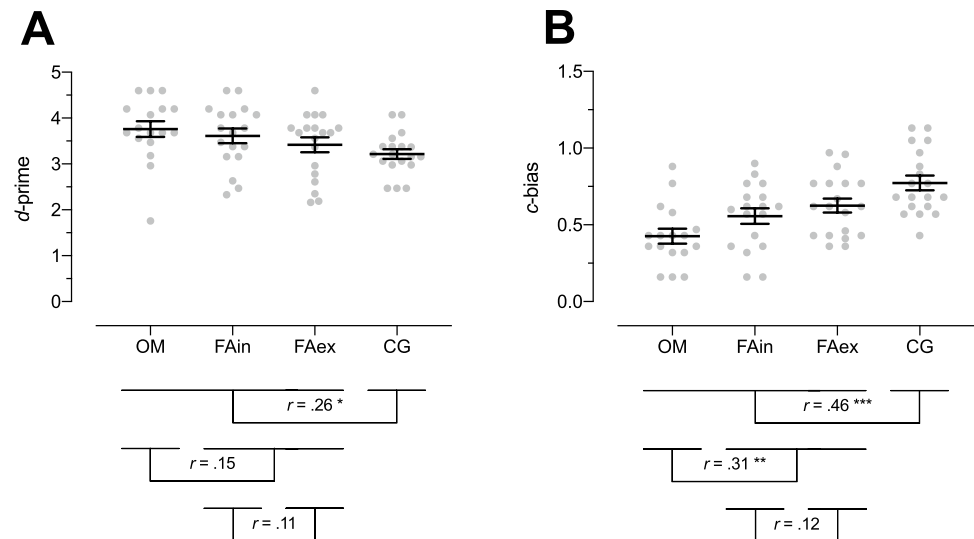 A
d-prime
5
4
3
2
1
0
OM FAin FAex CG
r = .26 *
r = .15
r = .11
B
c-bias
1.5
1.0
0.5
0.0
OM FAin FAex CG
r = .46 ***
r = .31 **
r = .12